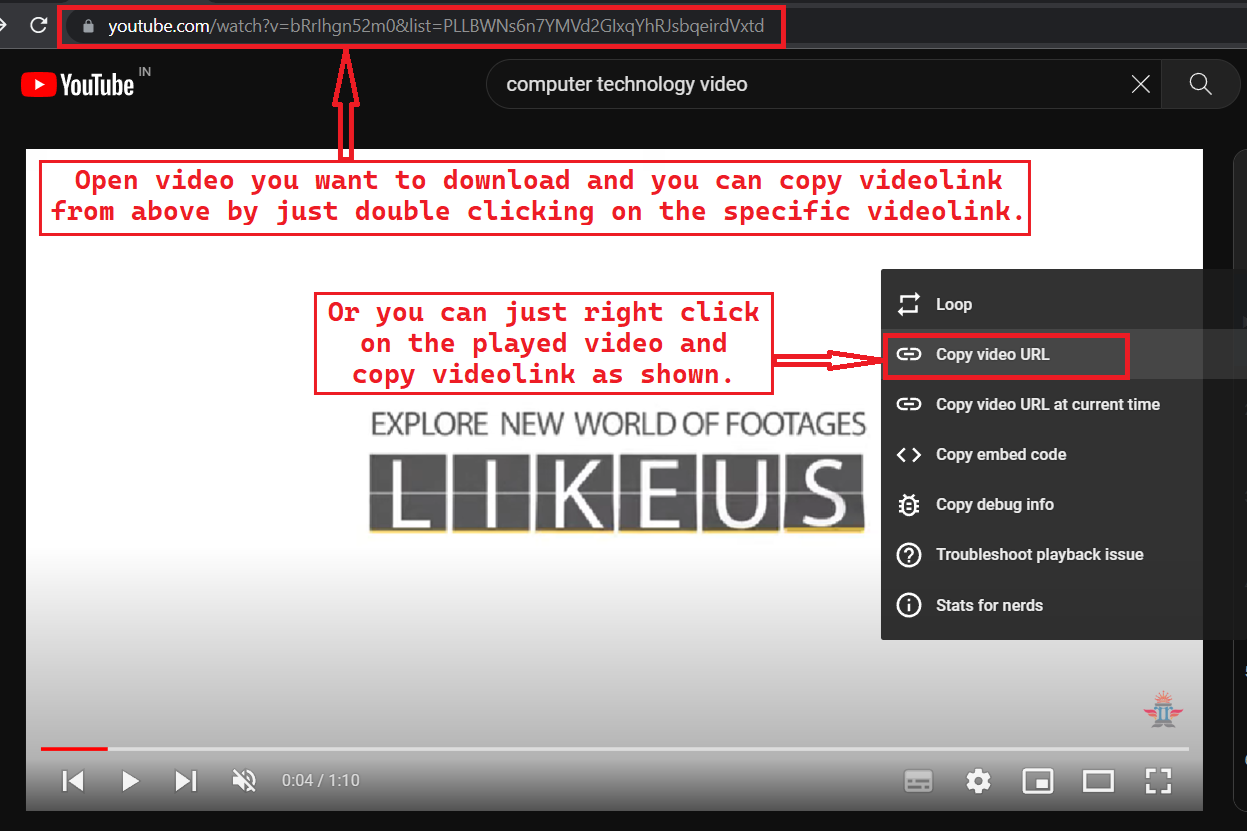 youtube.com/watch?v=bRrIhgn52m0&list=PLLBWNs6n7YMVd2GIxqYhRJsbqeirdVxtd
YouTube IN
computer technology video
Open video you want to download and you can copy videolink
from above by just double clicking on the specific videolink.
Or you can just right click
on the played video and
copy videolink as shown.
Loop
Copy video URL
Copy video URL at current time
Copy embed code
Copy debug info
Troubleshoot playback issue
Stats for nerds
EXPLORE NEW WORLD OF FOOTAGES
LIKEUS
0:04 / 1:10